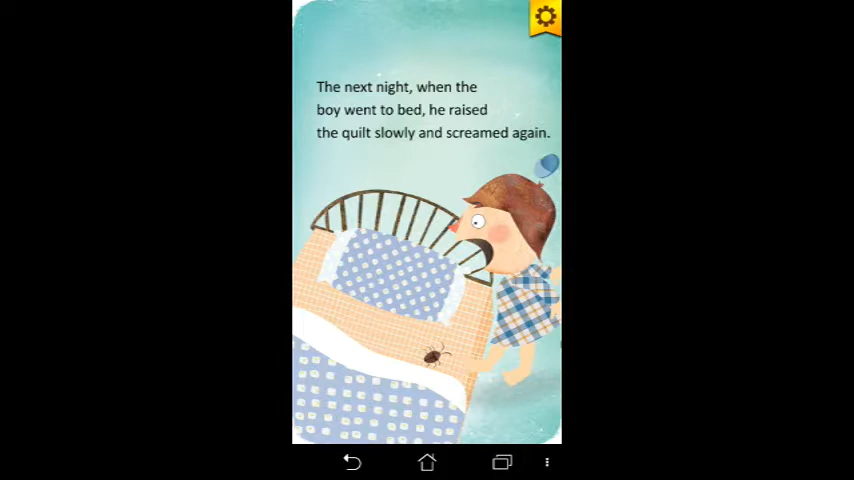 The next night, when the
boy went to bed, he raised
the quilt slowly and screamed again.